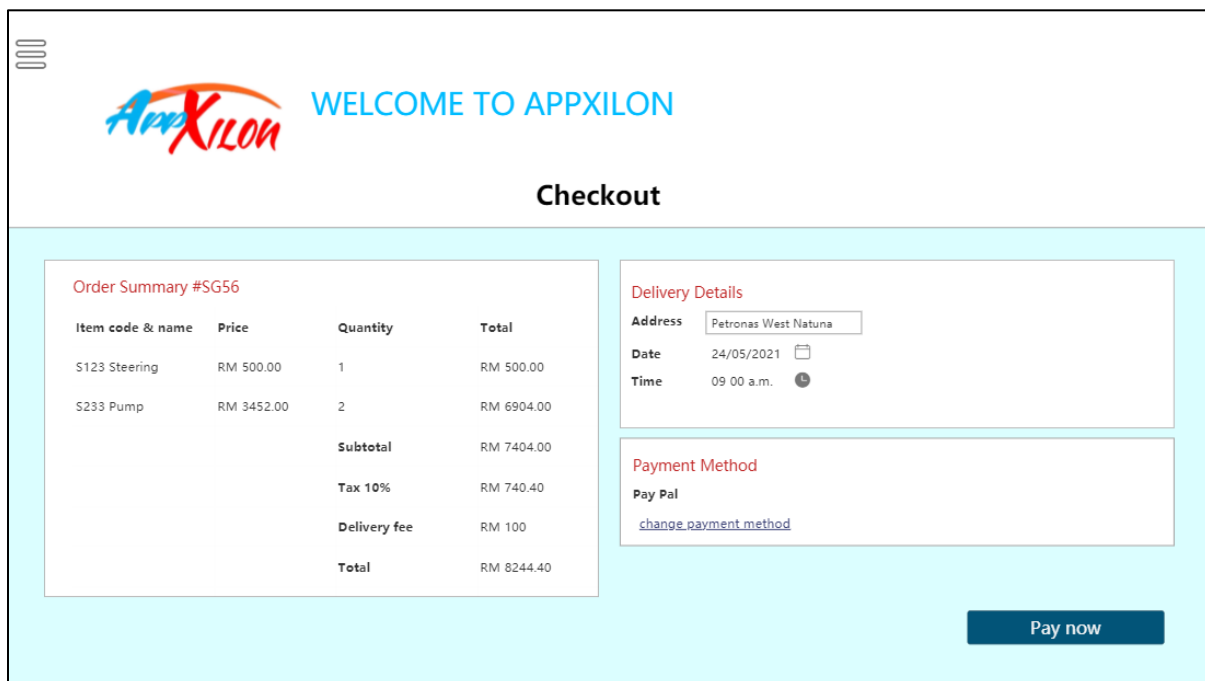 AppXilon
WELCOME TO APPXILON
Checkout
Order Summary #SG56
Item code & name Price Quantity Total
S123 Steering RM 500.00 1 RM 500.00
S233 Pump RM 3452.00 2 RM 6904.00
Subtotal RM 7404.00
Tax 10% RM 740.40
Delivery fee RM 100
Total RM 8244.40
Delivery Details
Address Petronas West Natuna
Date 24/05/2021
Time 09 00 a.m.
Payment Method
Pay Pal
change payment method
Pay now